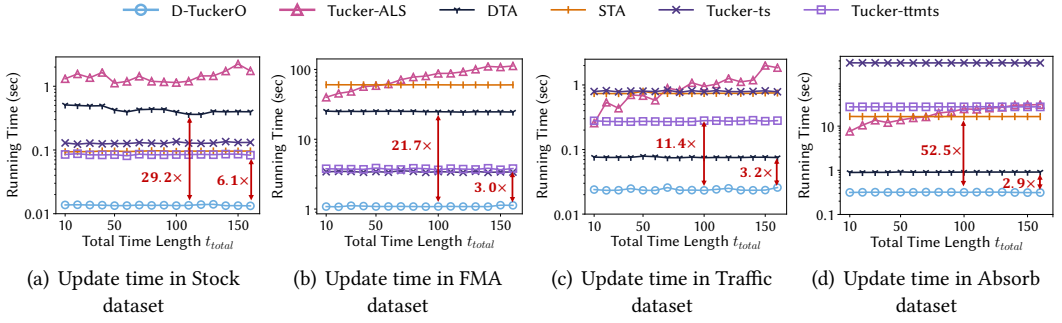 D-TuckerO Tucker-ALS DTA STA Tucker-ts Tucker-ttmts
Running Time (sec)
1
0.1
0.01
29.2×
6.1×
10 50 100 150
Total Time Length t_total
(a) Update time in Stock
dataset
Running Time (sec)
100
10
1
21.7×
3.0×
10 50 100 150
Total Time Length t_total
(b) Update time in FMA
dataset
Running Time (sec)
2
1
0.1
0.01
11.4×
3.2×
10 50 100 150
Total Time Length t_total
(c) Update time in Traffic
dataset
Running Time (sec)
10
1
0.1
52.5×
2.9×
10 50 100 150
Total Time Length t_total
(d) Update time in Absorb
dataset